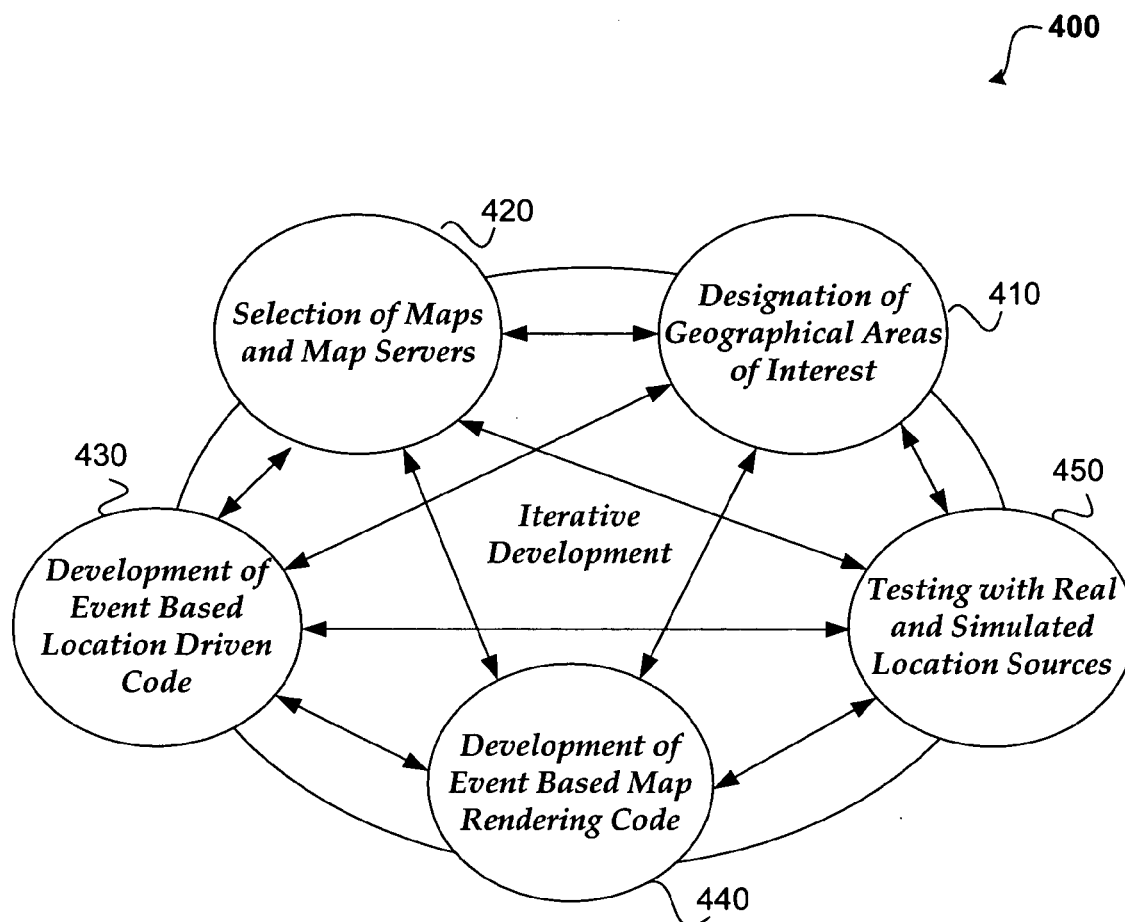 400
420
Selection of Maps
and Map Servers
Designation of
Geographical Areas
of Interest
410
430
Development of
Event Based
Location Driven
Code
Iterative
Development
450
Testing with Real
and Simulated
Location Sources
Development of
Event Based Map
Rendering Code
440